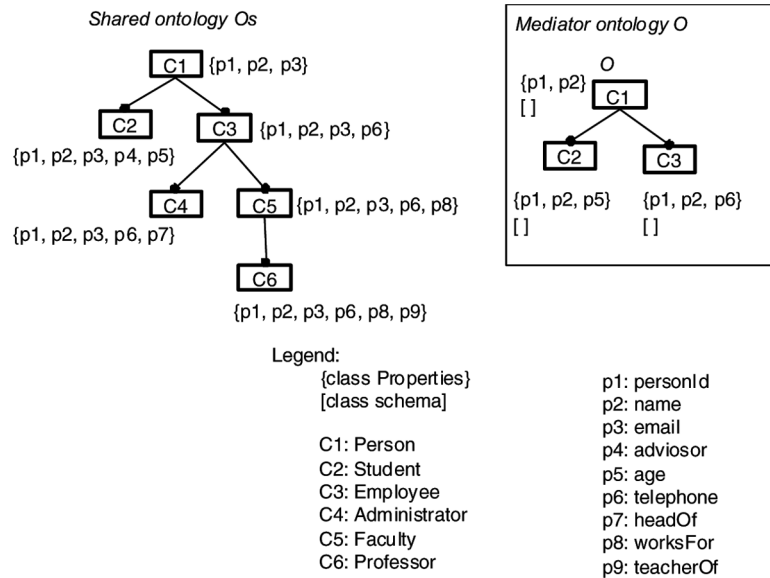 Shared ontology Os
C1 {p1, p2, p3}
C2
C3 {p1, p2, p3, p6}
{p1, p2, p3, p4, p5}
C4
C5 {p1, p2, p3, p6, p8}
{p1, p2, p3, p6, p7}
C6
{p1, p2, p3, p6, p8, p9}
Mediator ontology O
O
{p1, p2} C1
[ ]
C2 C3
{p1, p2, p5} {p1, p2, p6}
[ ] [ ]
Legend:
{class Properties}
[class schema]
C1: Person
C2: Student
C3: Employee
C4: Administrator
C5: Faculty
C6: Professor
p1: personId
p2: name
p3: email
p4: adviosor
p5: age
p6: telephone
p7: headOf
p8: worksFor
p9: teacherOf